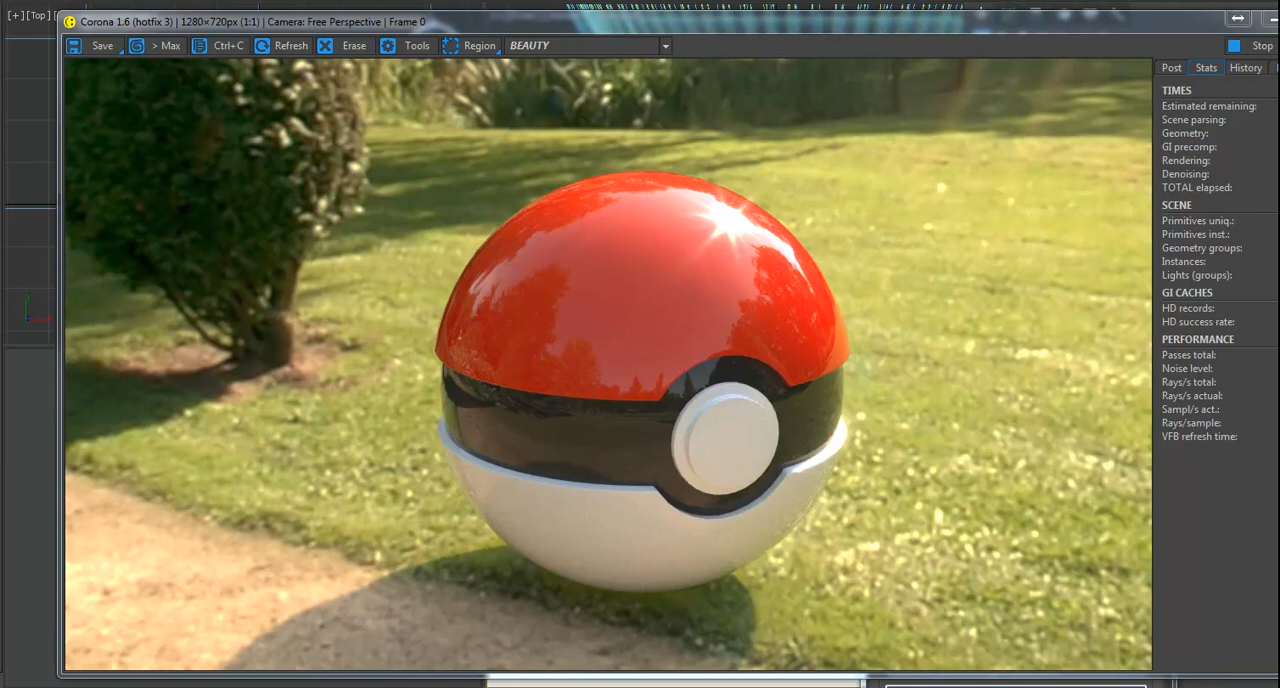 [+][Top]
Corona 1.6 (hotfix 3) | 1280×720px (1:1) | Camera: Free Perspective | Frame 0
Save > Max Ctrl+C Refresh Erase Tools Region BEAUTY Stop
Post Stats History
TIMES
Estimated remaining:
Scene parsing:
Geometry:
GI precomp:
Rendering:
Denoising:
TOTAL elapsed:
SCENE
Primitives uniq.:
Primitives inst.:
Geometry groups:
Instances:
Lights (groups):
GI CACHES
HD records:
HD success rate:
PERFORMANCE
Passes total:
Noise level:
Rays/s total:
Rays/s actual:
Sampl/s act.:
Rays/sample:
VFB refresh time: